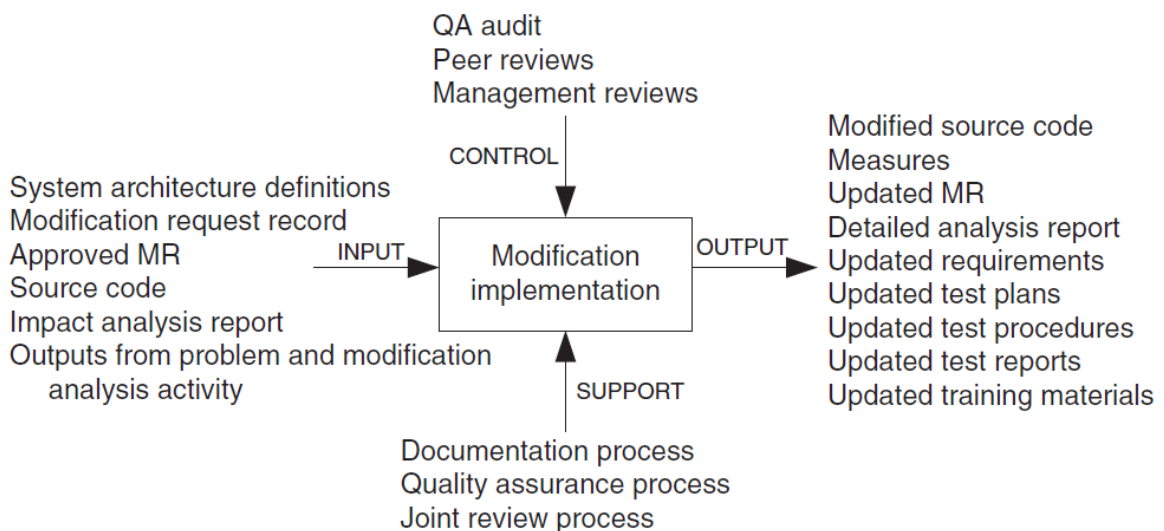 QA audit
Peer reviews
Management reviews
CONTROL
System architecture definitions
Modification request record
Approved MR
Source code
Impact analysis report
Outputs from problem and modification
analysis activity
INPUT
Modification
implementation
OUTPUT
Modified source code
Measures
Updated MR
Detailed analysis report
Updated requirements
Updated test plans
Updated test procedures
Updated test reports
Updated training materials
SUPPORT
Documentation process
Quality assurance process
Joint review process